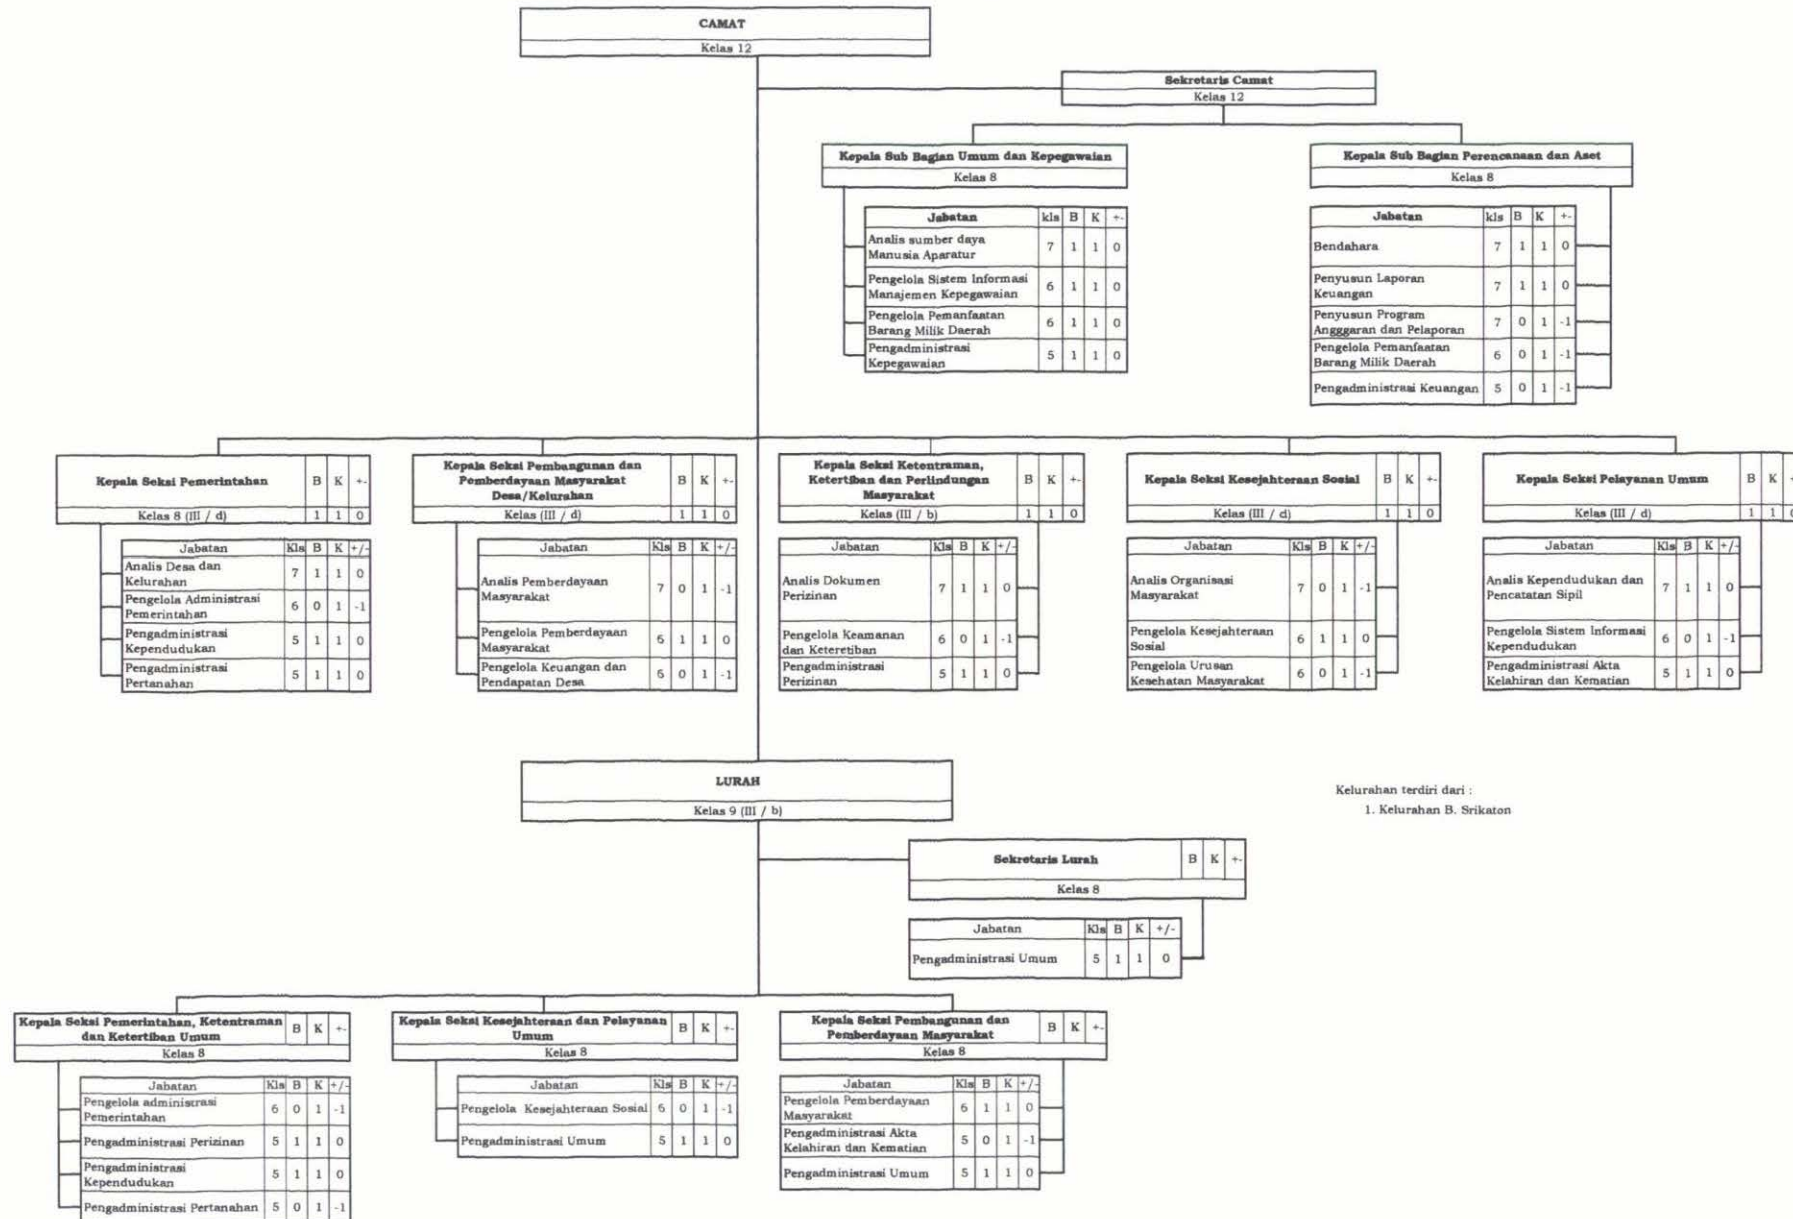 CAMAT
Kelas 12
Sekretaris Camat
Kelas 12
Kepala Sub Bagian Umum dan Kepegawaian
Kelas 8
Jabatan kls B K +-
Analis sumber daya
Manusia Aparatur 7 1 1 0
Pengelola Sistem Informasi
Manajemen Kepegawaian 6 1 1 0
Pengelola Pemanfaatan
Barang Milik Daerah 6 1 1 0
Pengadministrasi
Kepegawaian 5 1 1 0
Kepala Sub Bagian Perencanaan dan Aset
Kelas 8
Jabatan kls B K +-
Bendahara 7 1 1 0
Penyusun Laporan
Keuangan 7 1 1 0
Penyusun Program
Angggaran dan Pelaporan 7 0 1 -1
Pengelola Pemanfaatan
Barang Milik Daerah 6 0 1 -1
Pengadministrasi Keuangan 5 0 1 -1
Kepala Seksi Pemerintahan B K +-
Kelas 8 (III / d) 1 1 0
Jabatan Kls B K +/-
Analis Desa dan
Kelurahan 7 1 1 0
Pengelola Administrasi
Pemerintahan 6 0 1 -1
Pengadministrasi
Kependudukan 5 1 1 0
Pengadministrasi
Pertanahan 5 1 1 0
Kepala Seksi Pembangunan dan
Pemberdayaan Masyarakat
Desa/Kelurahan B K +-
Kelas (III / d) 1 1 0
Jabatan Kls B K +/-
Analis Pemberdayaan
Masyarakat 7 0 1 -1
Pengelola Pemberdayaan
Masyarakat 6 1 1 0
Pengelola Keuangan dan
Pendapatan Desa 6 0 1 -1
Kepala Seksi Ketentraman,
Ketertiban dan Perlindungan
Masyarakat B K +-
Kelas (III / b) 1 1 0
Jabatan Kls B K +/-
Analis Dokumen
Perizinan 7 1 1 0
Pengelola Keamanan
dan Keteretiban 6 0 1 -1
Pengadministrasi
Perizinan 5 1 1 0
Kepala Seksi Kesejahteraan Sosial B K +-
Kelas (III / d) 1 1 0
Jabatan Kls B K +/-
Analis Organisasi
Masyarakat 7 0 1 -1
Pengelola Kesejahteraan
Sosial 6 1 1 0
Pengelola Urusan
Kesehatan Masyarakat 6 0 1 -1
Kepala Seksi Pelayanan Umum B K
Kelas (III / d) 1 1 0
Jabatan Kls B K +/-
Analis Kependudukan dan
Pencatatan Sipil 7 1 1 0
Pengelola Sistem Informasi
Kependudukan 6 0 1 -1
Pengadministrasi Akta
Kelahiran dan Kematian 5 1 1 0
LURAH
Kelas 9 (III / b)
Kelurahan terdiri dari :
1. Kelurahan B. Srikaton
Sekretaris Lurah B K +-
Kelas 8
Jabatan Kls B K +/-
Pengadministrasi Umum 5 1 1 0
Kepala Seksi Pemerintahan, Ketentraman
dan Ketertiban Umum B K +-
Kelas 8
Jabatan Kls B K +/-
Pengelola administrasi
Pemerintahan 6 0 1 -1
Pengadministrasi Perizinan 5 1 1 0
Pengadministrasi
Kependudukan 5 1 1 0
Pengadministrasi Pertanahan 5 0 1 -1
Kepala Seksi Kesejahteraan dan Pelayanan
Umum B K +-
Kelas 8
Jabatan Kls B K +/-
Pengelola Kesejahteraan Sosial 6 0 1 -1
Pengadministrasi Umum 5 1 1 0
Kepala Seksi Pembangunan dan
Pemberdayaan Masyarakat B K +-
Kelas 8
Jabatan Kls B K +/-
Pengelola Pemberdayaan
Masyarakat 6 1 1 0
Pengadministrasi Akta
Kelahiran dan Kematian 5 0 1 -1
Pengadministrasi Umum 5 1 1 0